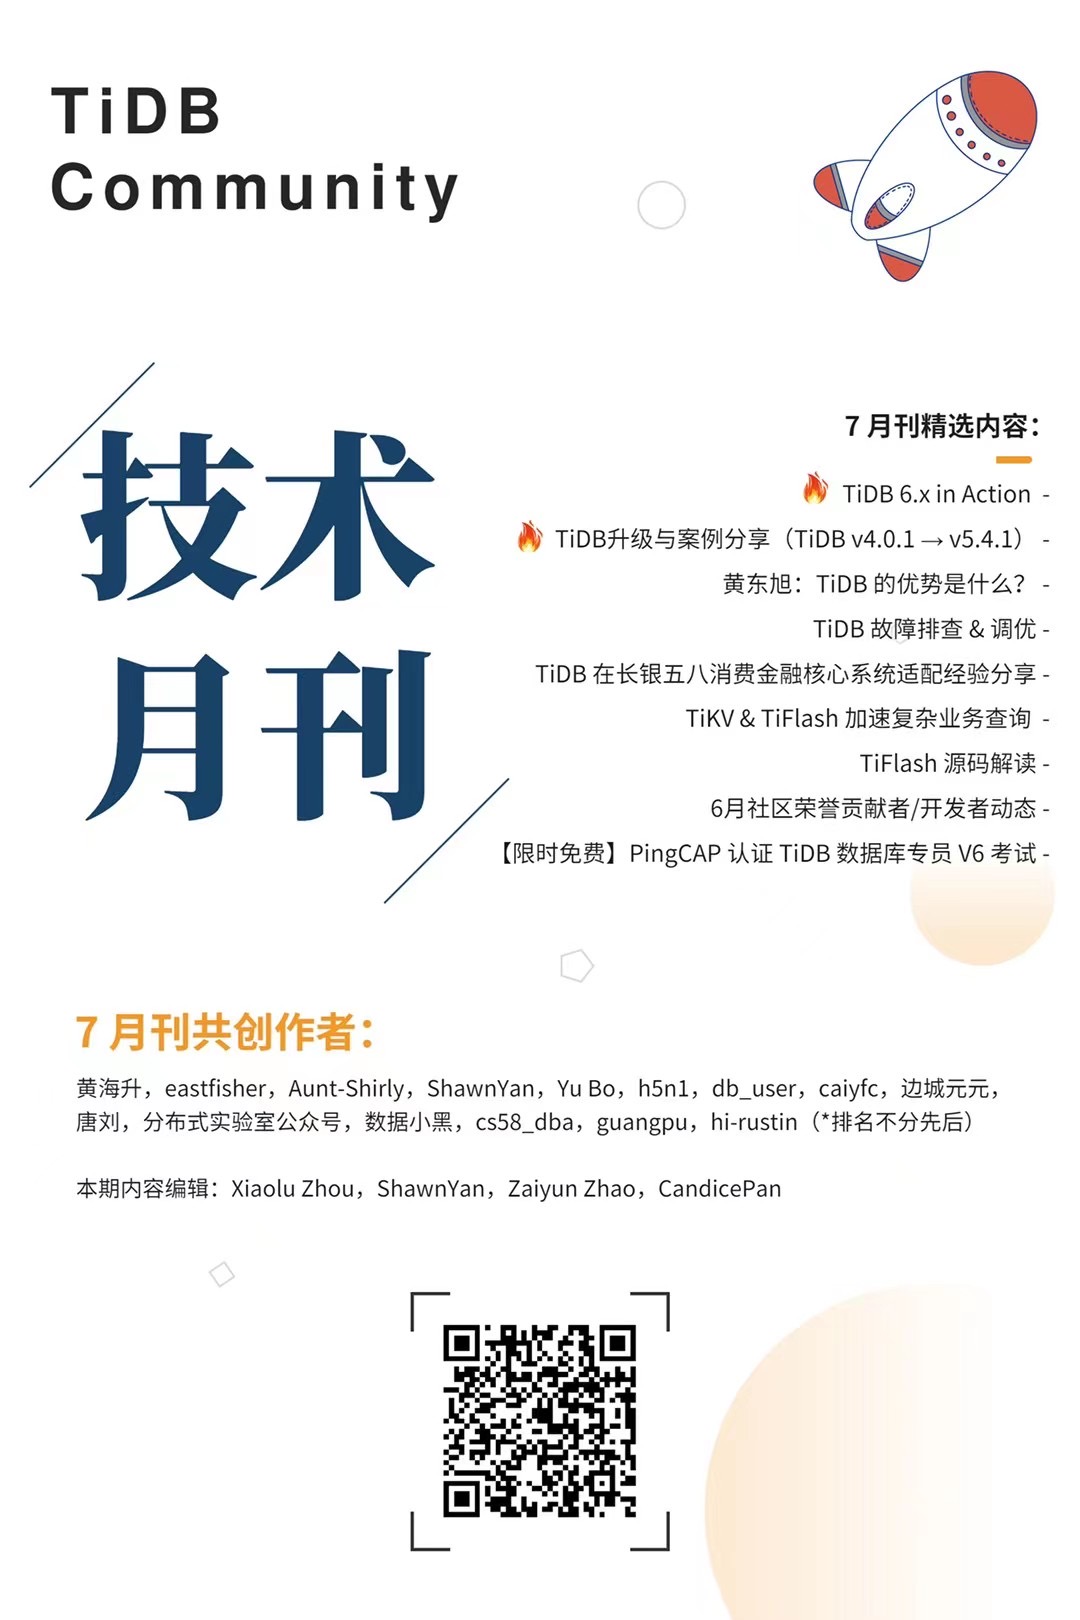 TiDB
Community
技术
月刊
7 月刊精选内容：
TiDB 6.x in Action -
TiDB升级与案例分享（TiDB v4.0.1 → v5.4.1） -
黄东旭：TiDB 的优势是什么？ -
TiDB 故障排查 & 调优 -
TiDB 在长银五八消费金融核心系统适配经验分享 -
TiKV & TiFlash 加速复杂业务查询 -
TiFlash 源码解读 -
6月社区荣誉贡献者/开发者动态 -
【限时免费】PingCAP 认证 TiDB 数据库专员 V6 考试 -
7 月刊共创作者：
黄海升，eastfisher，Aunt-Shirly，ShawnYan，Yu Bo，h5n1，db_user，caiyfc，边城元元，
唐刘，分布式实验室公众号，数据小黑，cs58_dba，guangpu，hi-rustin（*排名不分先后）
本期内容编辑：Xiaolu Zhou，ShawnYan，Zaiyun Zhao，CandicePan